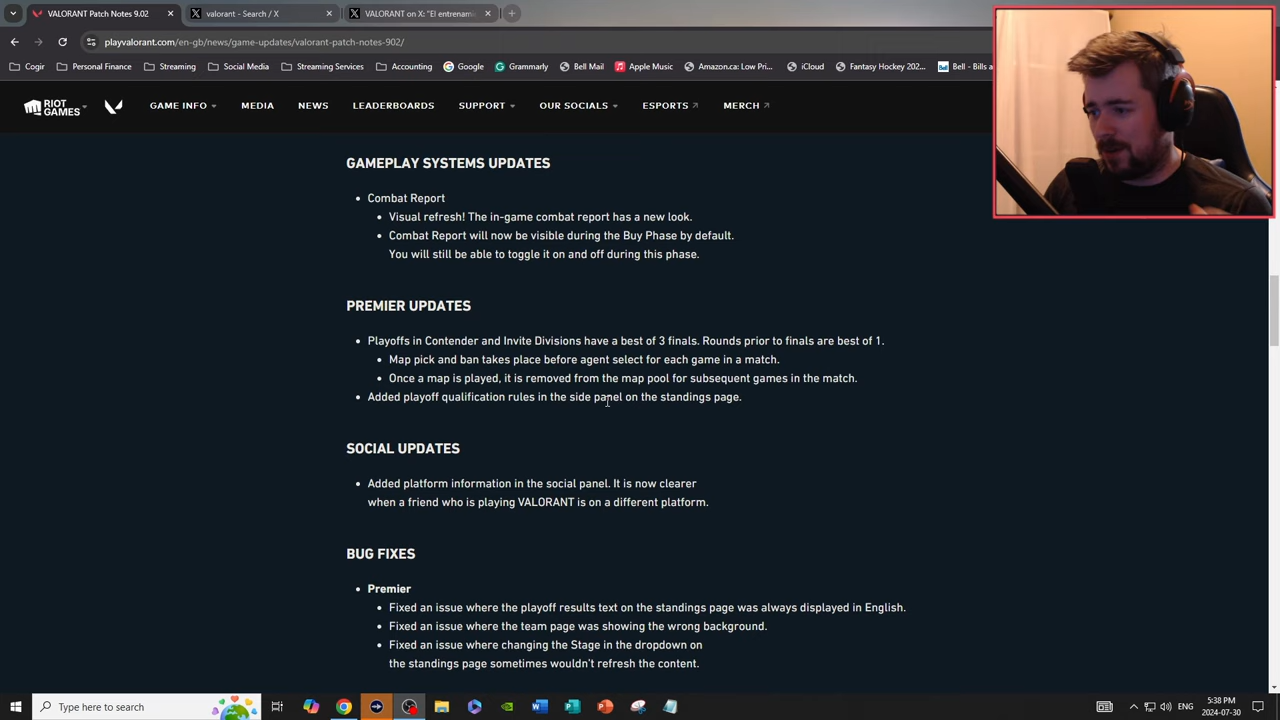 VALORANT Patch Notes 9.02
valorant - Search / X
VALORANT on X: "El entrenami
playvalorant.com/en-gb/news/game-updates/valorant-patch-notes-902/
Cogir Personal Finance Streaming Social Media Streaming Services Accounting Google Grammarly Bell Mail Apple Music Amazon.ca: Low Pri... iCloud Fantasy Hockey 202... Bell - Bills a
RIOT GAMES GAME INFO MEDIA NEWS LEADERBOARDS SUPPORT OUR SOCIALS ESPORTS MERCH
GAMEPLAY SYSTEMS UPDATES
Combat Report
Visual refresh! The in-game combat report has a new look.
Combat Report will now be visible during the Buy Phase by default.
You will still be able to toggle it on and off during this phase.
PREMIER UPDATES
Playoffs in Contender and Invite Divisions have a best of 3 finals. Rounds prior to finals are best of 1.
Map pick and ban takes place before agent select for each game in a match.
Once a map is played, it is removed from the map pool for subsequent games in the match.
Added playoff qualification rules in the side panel on the standings page.
SOCIAL UPDATES
Added platform information in the social panel. It is now clearer
when a friend who is playing VALORANT is on a different platform.
BUG FIXES
Premier
Fixed an issue where the playoff results text on the standings page was always displayed in English.
Fixed an issue where the team page was showing the wrong background.
Fixed an issue where changing the Stage in the dropdown on
the standings page sometimes wouldn't refresh the content.
Type here to search
ENG
5:38 PM
2024-07-30